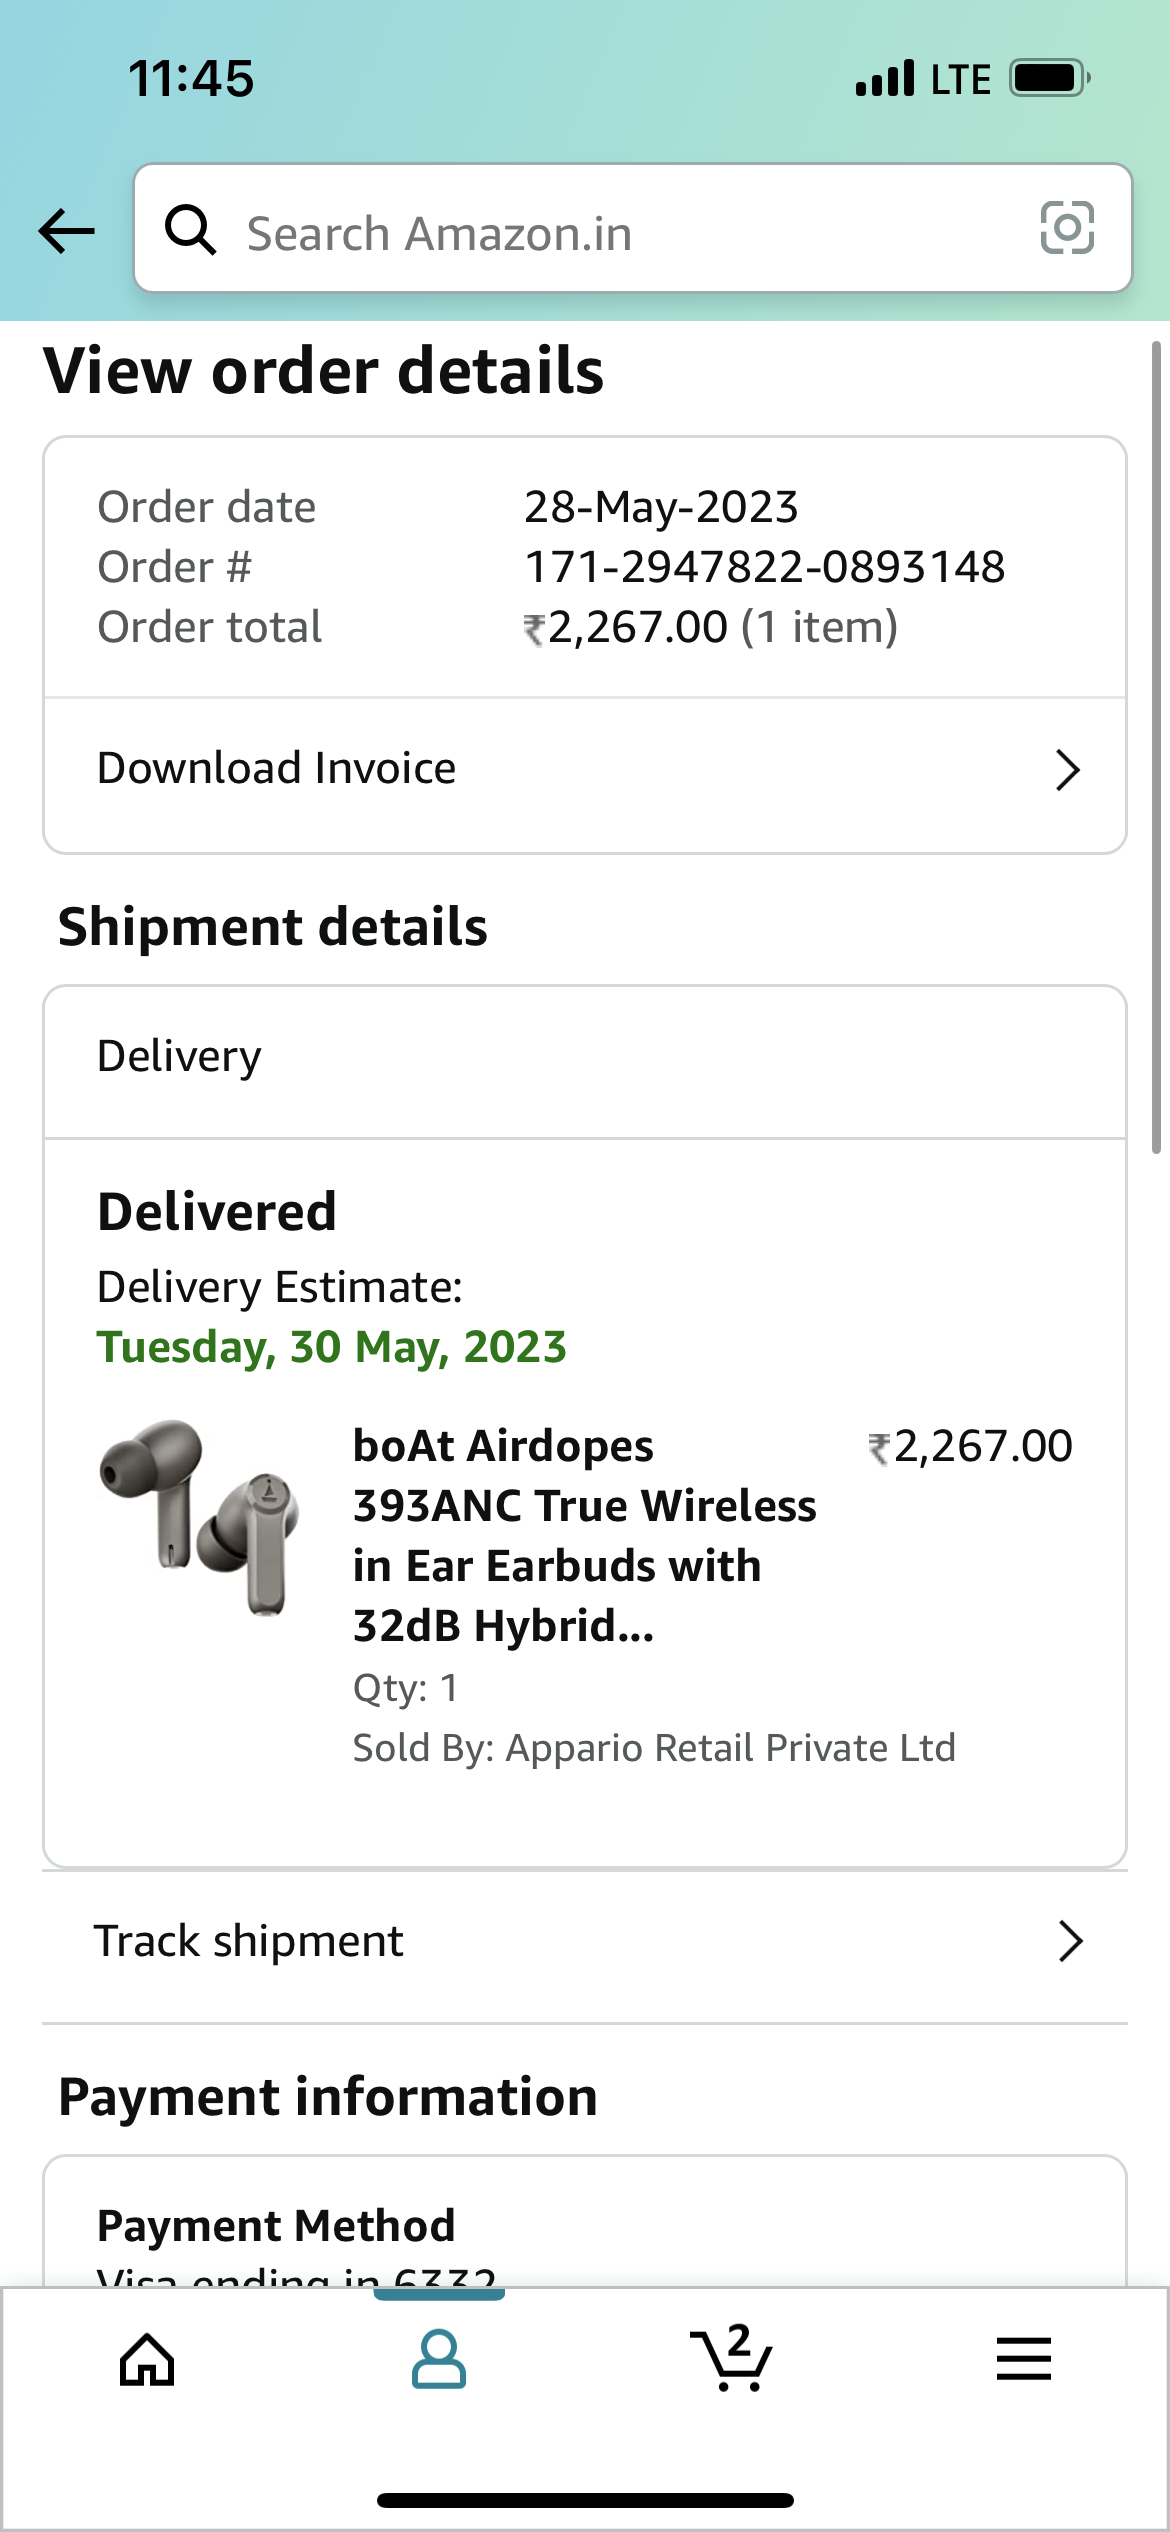 11:45
LTE
Search Amazon.in
View order details
Order date 28-May-2023
Order # 171-2947822-0893148
Order total ₹2,267.00 (1 item)
Download Invoice
Shipment details
Delivery
Delivered
Delivery Estimate:
Tuesday, 30 May, 2023
boAt Airdopes ₹2,267.00
393ANC True Wireless
in Ear Earbuds with
32dB Hybrid...
Qty: 1
Sold By: Appario Retail Private Ltd
Track shipment
Payment information
Payment Method
Visa ending in 6332
2